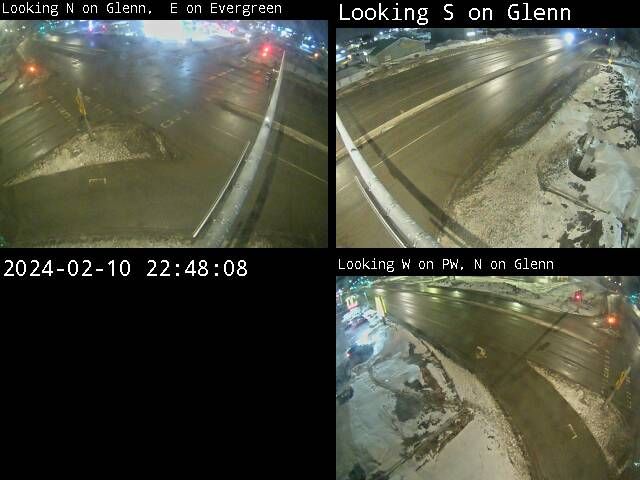 Looking N on Glenn,  E on Evergreen
Looking S on Glenn
2024-02-10 22:48:08
Looking W on PW, N on Glenn